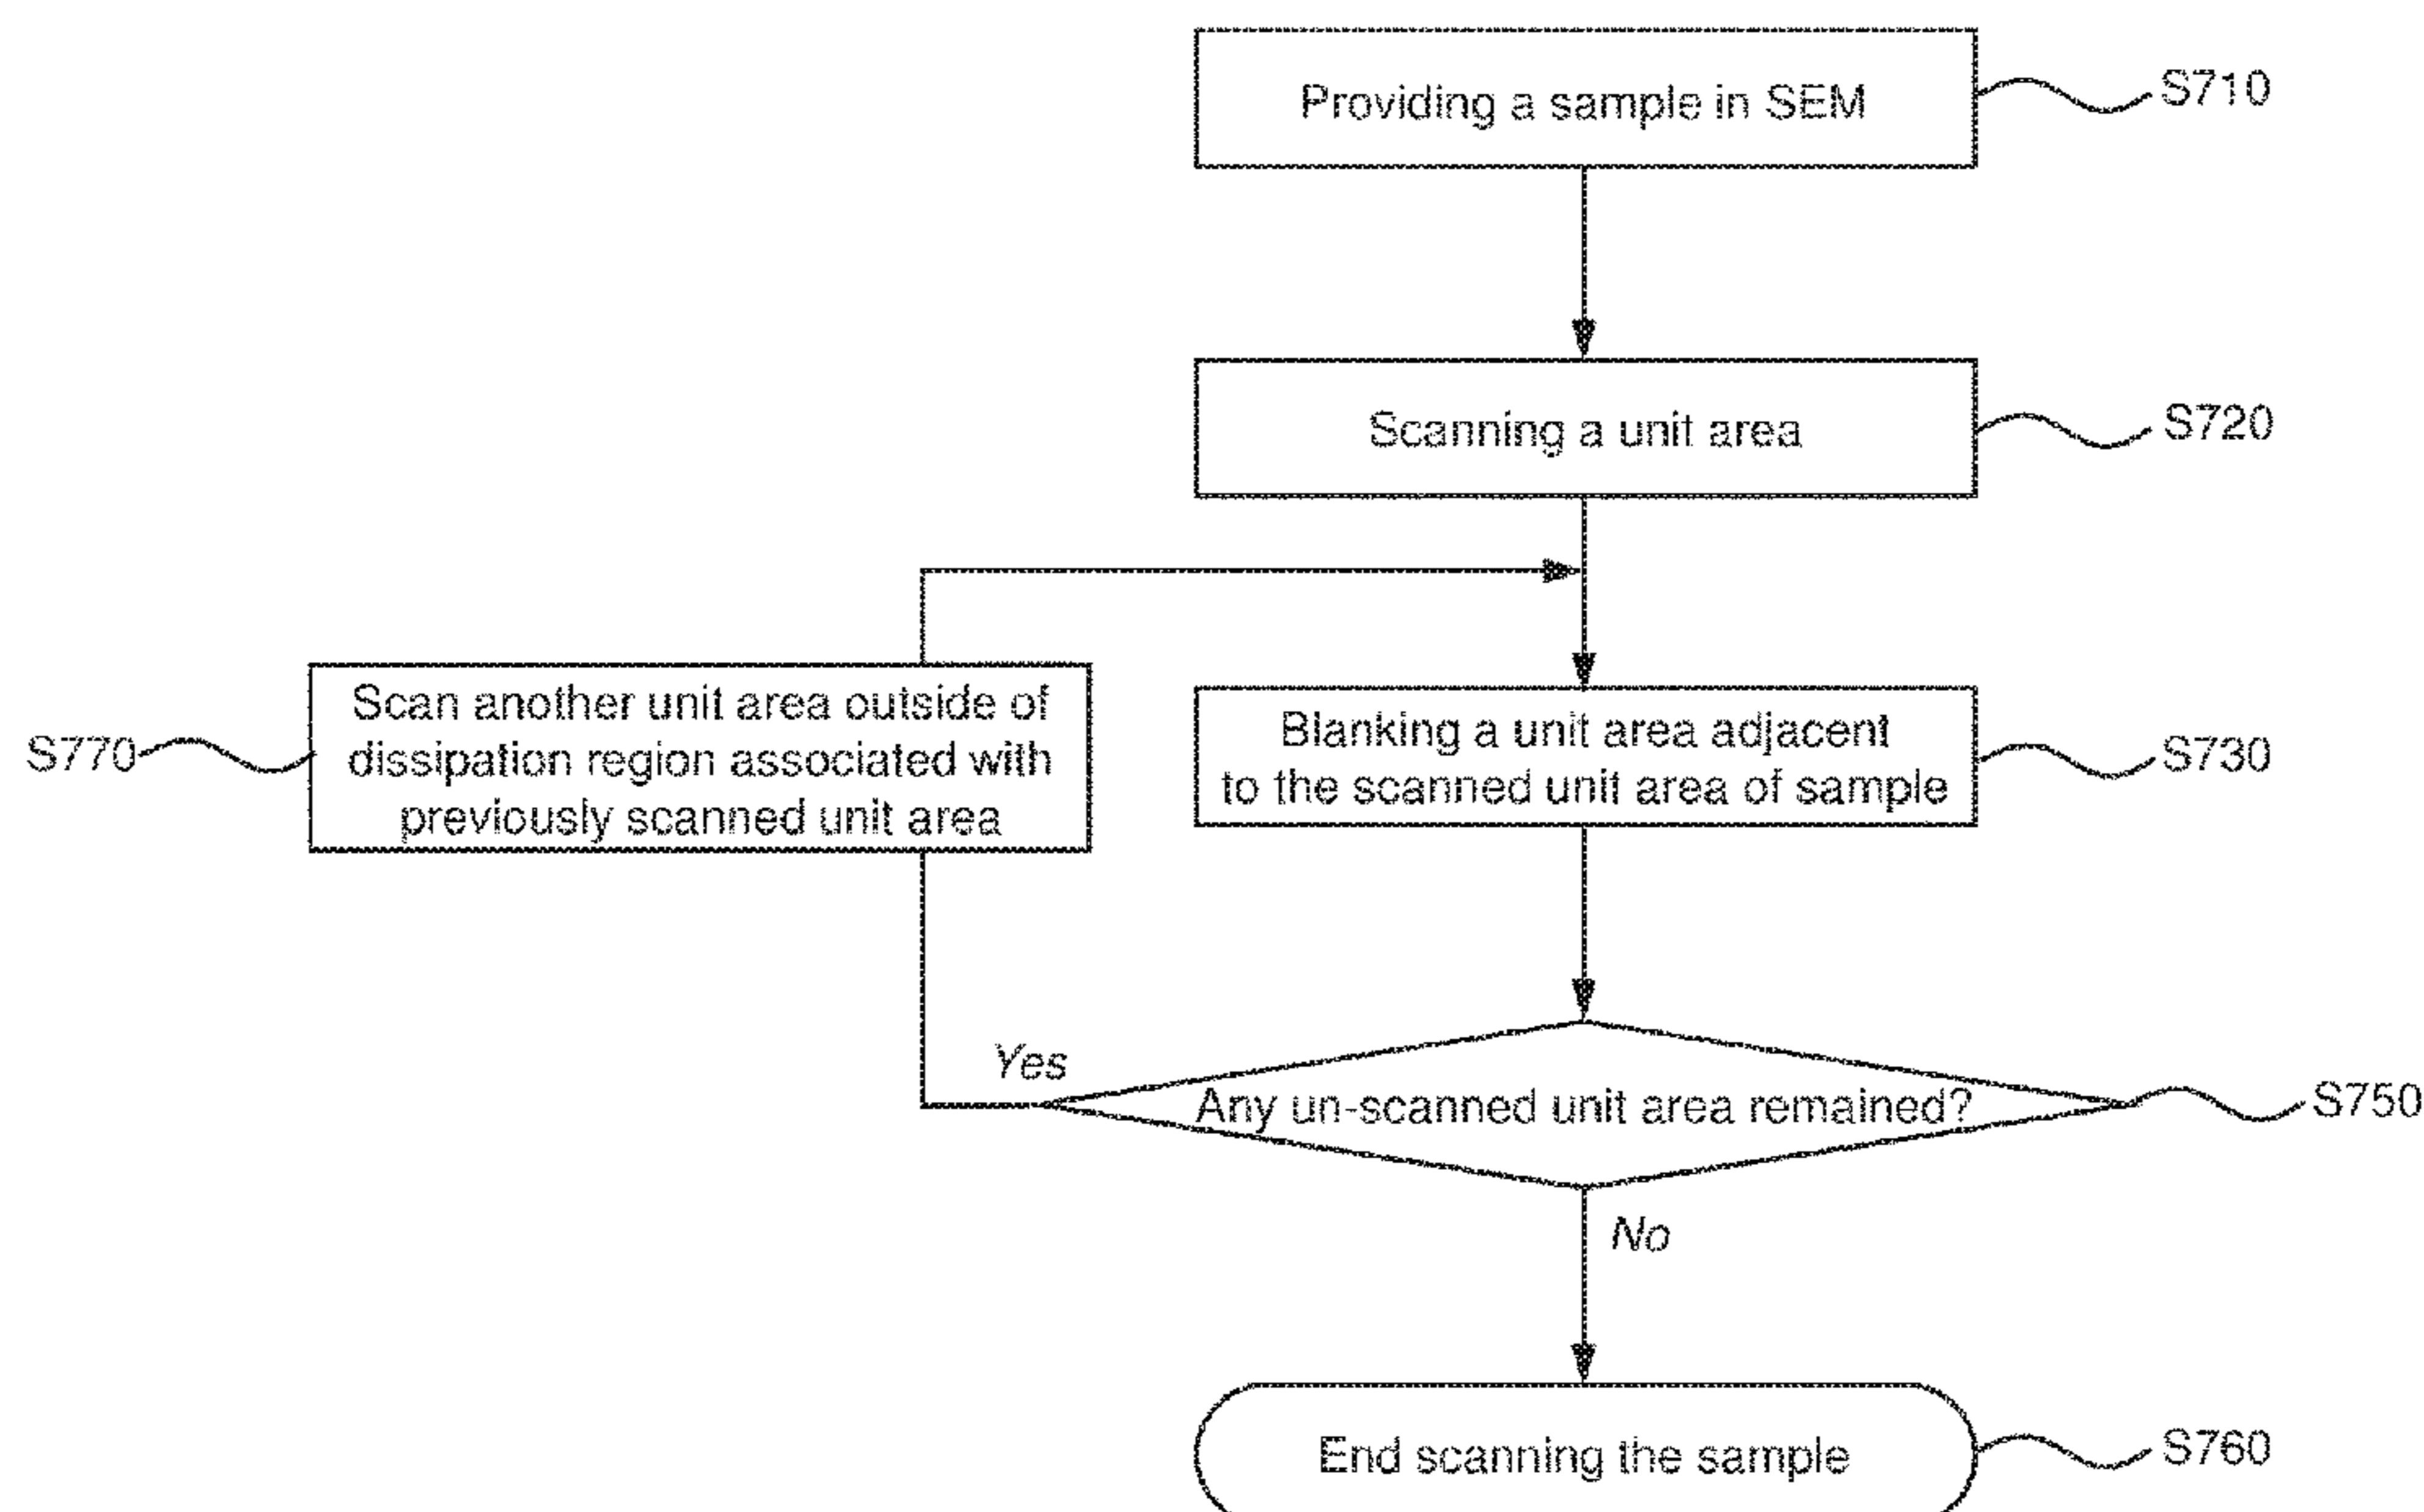 Providing a sample in SEM
S710
Scanning a unit area
S720
Scan another unit area outside of
dissipation region associated with
previously scanned unit area
S770
Blanking a unit area adjacent
to the scanned unit area of sample
S730
Yes
Any un-scanned unit area remained?
S750
No
End scanning the sample
S760